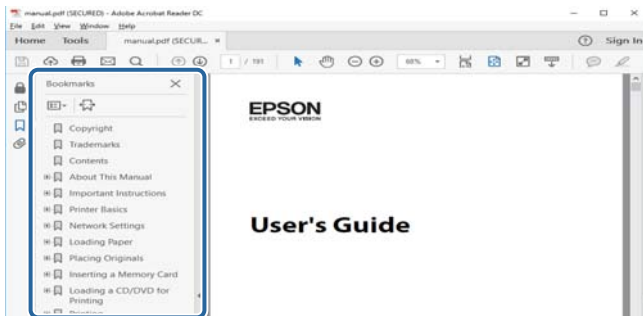 manual.pdf (SECURED) - Adobe Acrobat Reader DC
File Edit View Window Help
Home Tools manual.pdf (SECUR... × Sign In
1 / 191 68%
Bookmarks
Copyright
Trademarks
Contents
About This Manual
Important Instructions
Printer Basics
Network Settings
Loading Paper
Placing Originals
Inserting a Memory Card
Loading a CD/DVD for
Printing
EPSON
EXCEED YOUR VISION
User's Guide